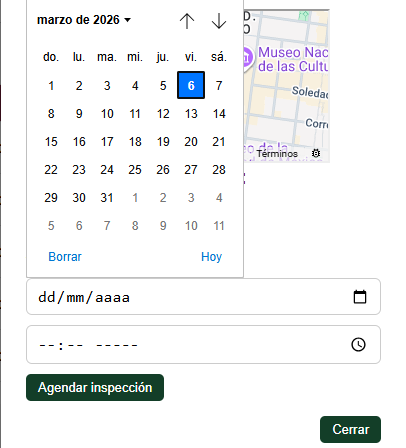 marzo de 2026
D.
O
do. lu. ma. mi. ju. vi. sá.
1 2 3 4 5 6 7
8 9 10 11 12 13 14
15 16 17 18 19 20 21
22 23 24 25 26 27 28
29 30 31 1 2 3 4
5 6 7 8 9 10 11
Borrar Hoy
Museo Nac
de las Cultu
Soledad
Corre
Términos
de la
dd/mm/aaaa
--:-- -----
Agendar inspección
Cerrar